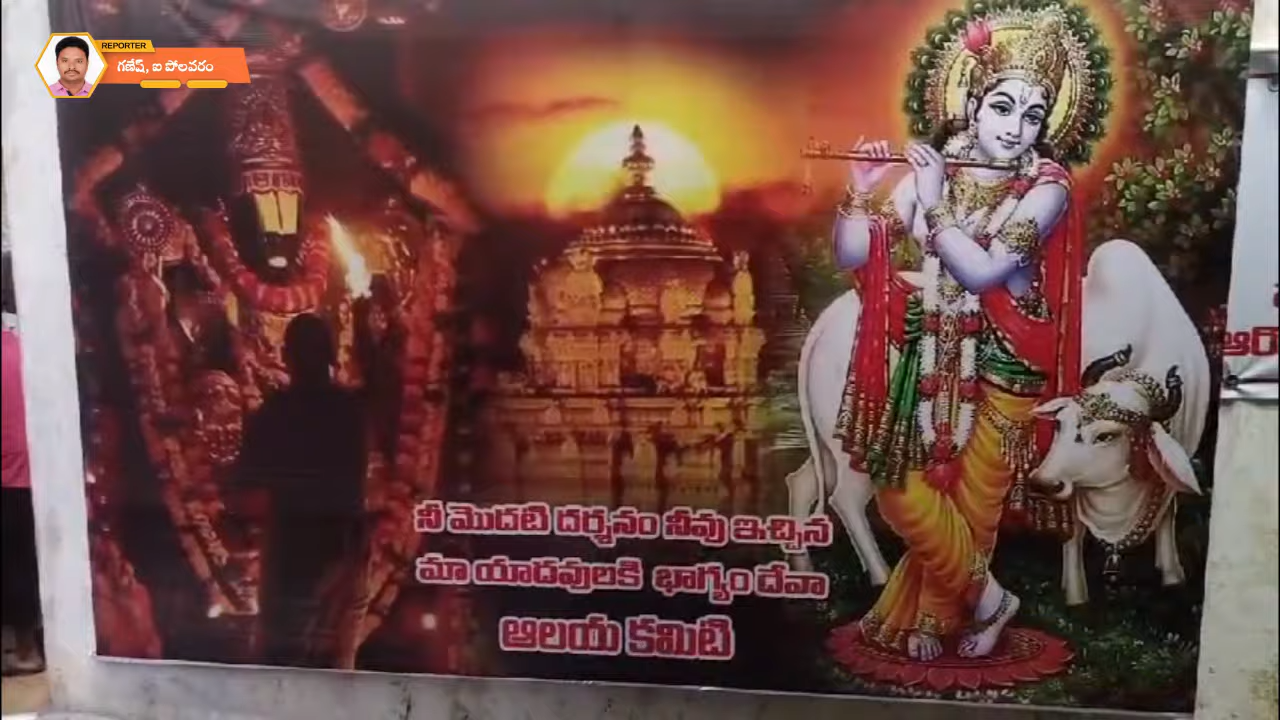 REPORTER
గణేష్, ఐ పోలవరం
నీ మొదటి దర్శనం నీవు ఇచ్చిన
మా యాదవులకి భాగ్యం దేవా
ఆలయ కమిటి